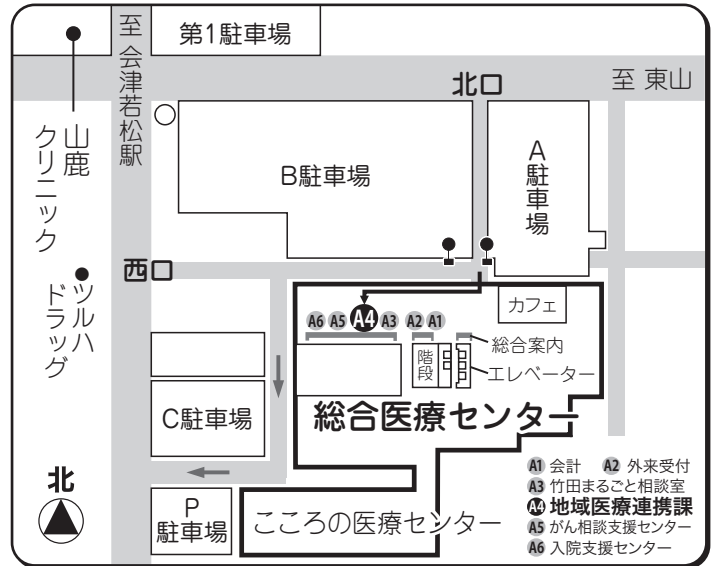 至 会津若松駅
第1駐車場
北口
至 東山
山鹿
クリニック
B駐車場
A駐車場
西口
ツルハ
ドラッグ
カフェ
A6 A5 A4 A3 A2 A1
階段
総合案内
エレベーター
C駐車場
総合医療センター
北
P
駐車場
こころの医療センター
A1 会計 A2 外来受付
A3 竹田まるごと相談室
A4 地域医療連携課
A5 がん相談支援センター
A6 入院支援センター